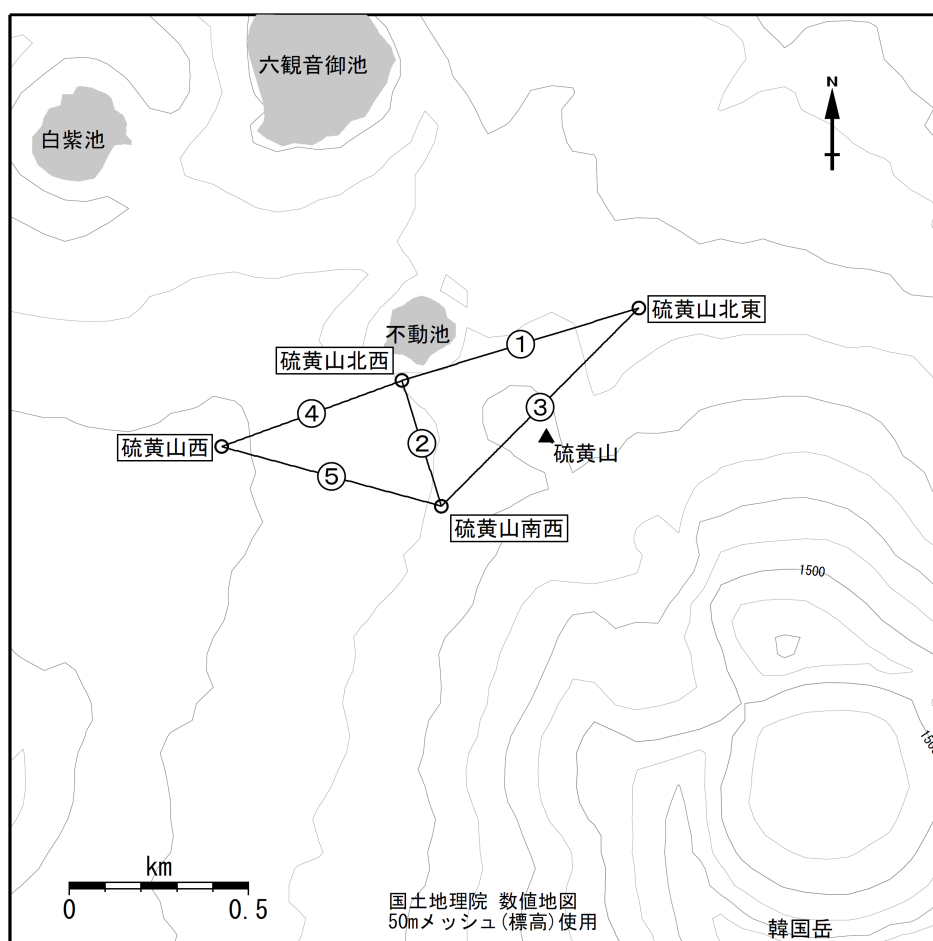 六観音御池
N
白紫池
硫黄山北東
不動池
①
硫黄山北西
③
④
硫黄山西
②
硫黄山
⑤
硫黄山南西
1500
1500
km
0
0.5
国土地理院 数値地図
50mメッシュ(標高)使用
韓国岳